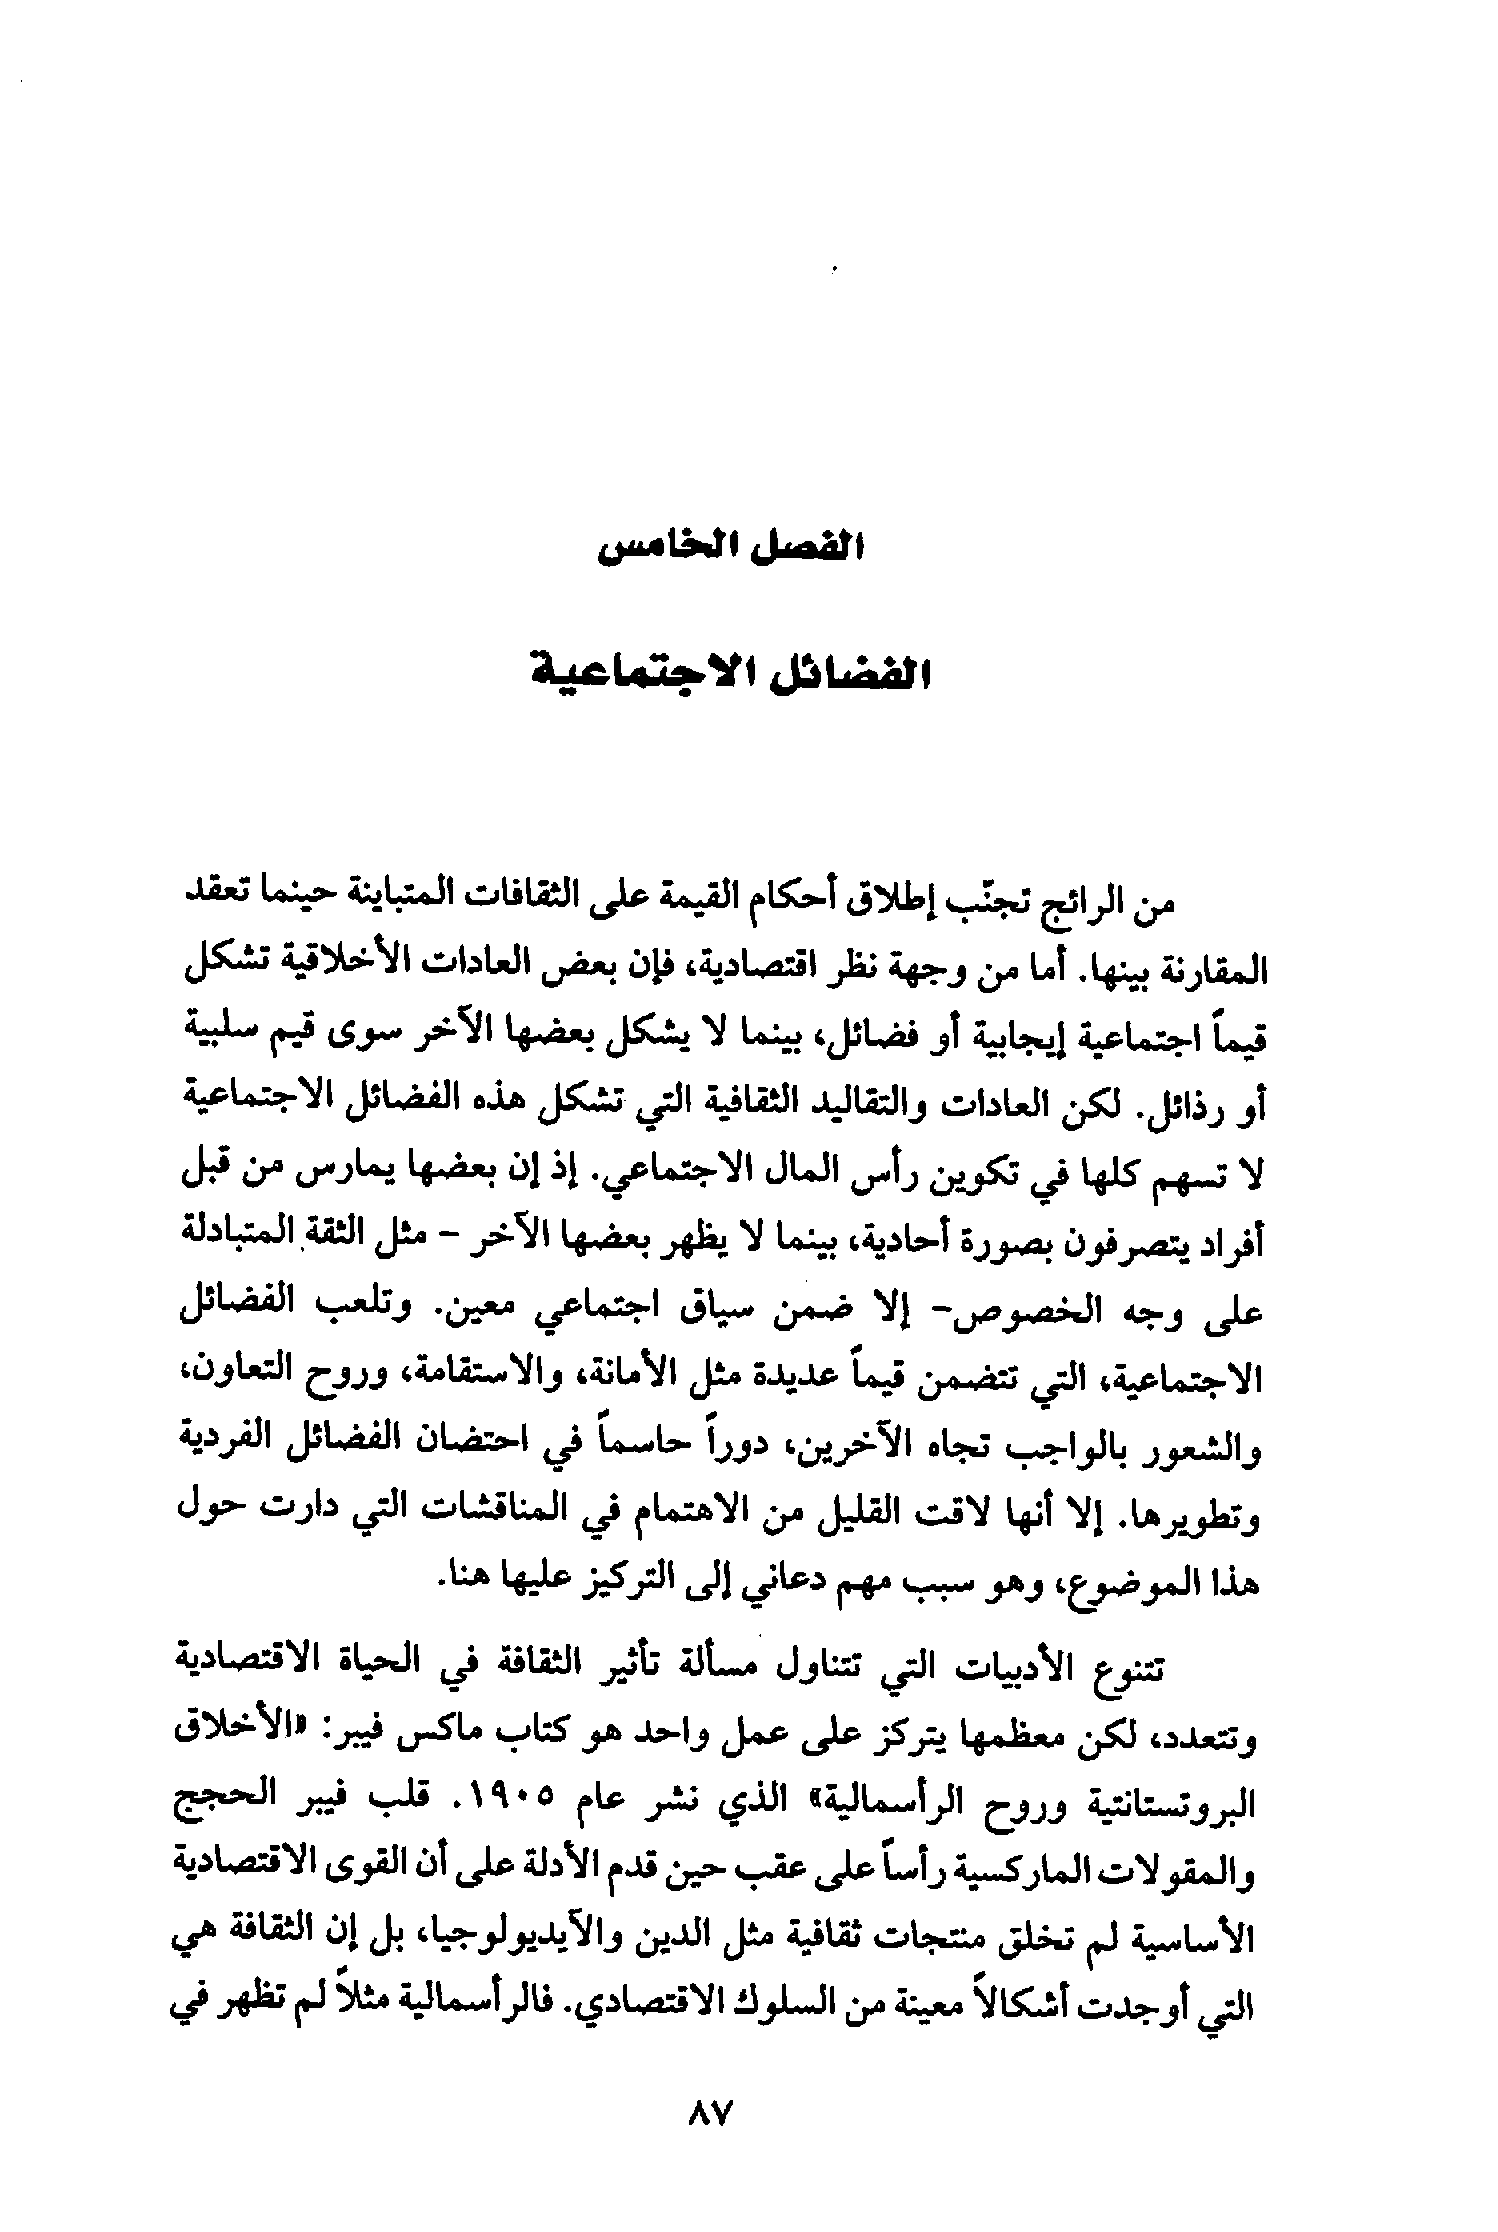 الفصل الخامس
الفضائل الاجتماعية
من الرائج تجنّب إطلاق أحكام القيمة على الثقافات المتباينة حينما تعقد
المقارنة بينها. أما من وجهة نظر اقتصادية، فإن بعض العادات الأخلاقية تشكل
قيماً اجتماعية إيجابية أو فضائل، بينما لا يشكل بعضها الآخر سوى قيم سلبية
أو رذائل. لكن العادات والتقاليد الثقافية التي تشكل هذه الفضائل الاجتماعية
لا تسهم كلها في تكوين رأس المال الاجتماعي. إذ إن بعضها يمارس من قبل
أفراد يتصرفون بصورة أحادية، بينما لا يظهر بعضها الآخر - مثل الثقة المتبادلة
على وجه الخصوص- إلا ضمن سياق اجتماعي معين. وتلعب الفضائل
الاجتماعية، التي تتضمن قيماً عديدة مثل الأمانة، والاستقامة، وروح التعاون،
والشعور بالواجب تجاه الآخرين، دوراً حاسماً في احتضان الفضائل الفردية
وتطويرها. إلا أنها لاقت القليل من الاهتمام في المناقشات التي دارت حول
هذا الموضوع، وهو سبب مهم دعاني إلى التركيز عليها هنا.
تتنوع الأدبيات التي تتناول مسألة تأثير الثقافة في الحياة الاقتصادية
وتتعدد، لكن معظمها يتركز على عمل واحد هو كتاب ماكس فيبر: «الأخلاق
البروتستانتية وروح الرأسمالية» الذي نشر عام ١٩٠٥. قلب فيبر الحجج
والمقولات الماركسية رأساً على عقب حين قدم الأدلة على أن القوى الاقتصادية
الأساسية لم تخلق منتجات ثقافية مثل الدين والآيديولوجيا، بل إن الثقافة هي
التي أوجدت أشكالاً معينة من السلوك الاقتصادي. فالرأسمالية مثلاً لم تظهر في
٨٧